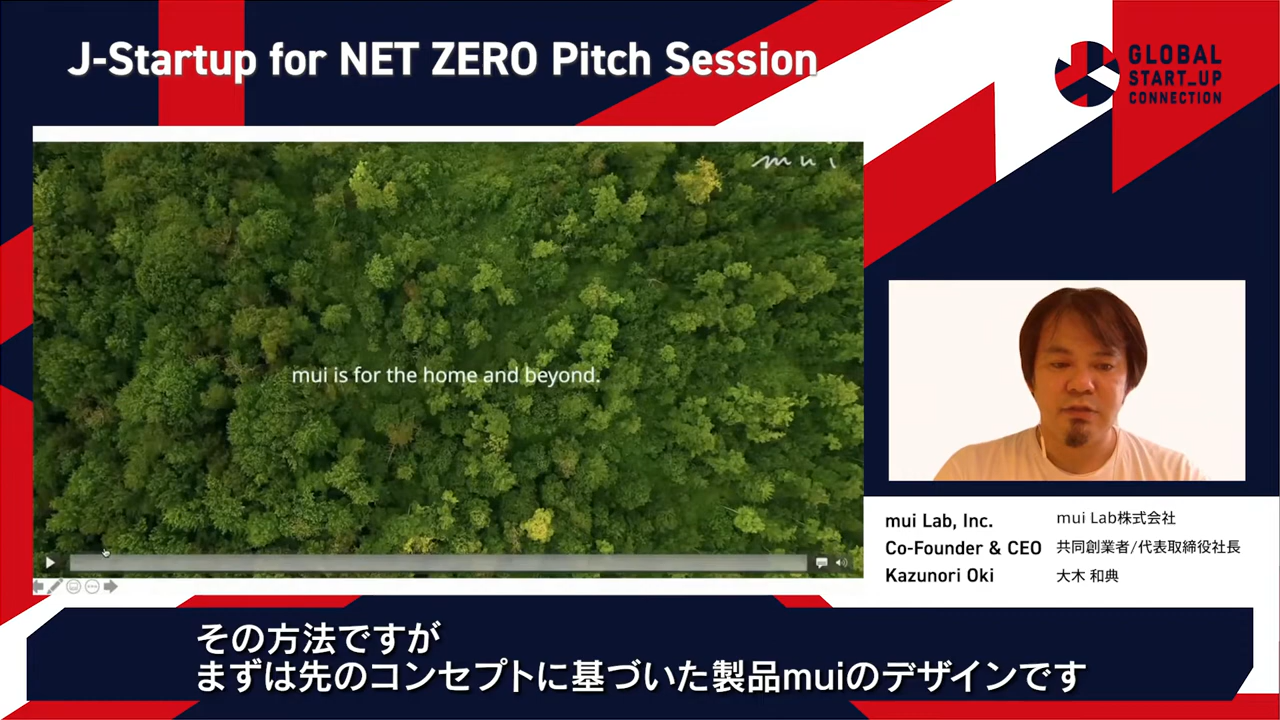 J-Startup for NET ZERO Pitch Session
GLOBAL
START_UP
CONNECTION
mui
mui is for the home and beyond.
mui Lab, Inc.
mui Lab株式会社
Co-Founder & CEO
共同創業者/代表取締役社長
Kazunori Oki
大木 和典
その方法ですが
まずは先のコンセプトに基づいた製品muiのデザインです